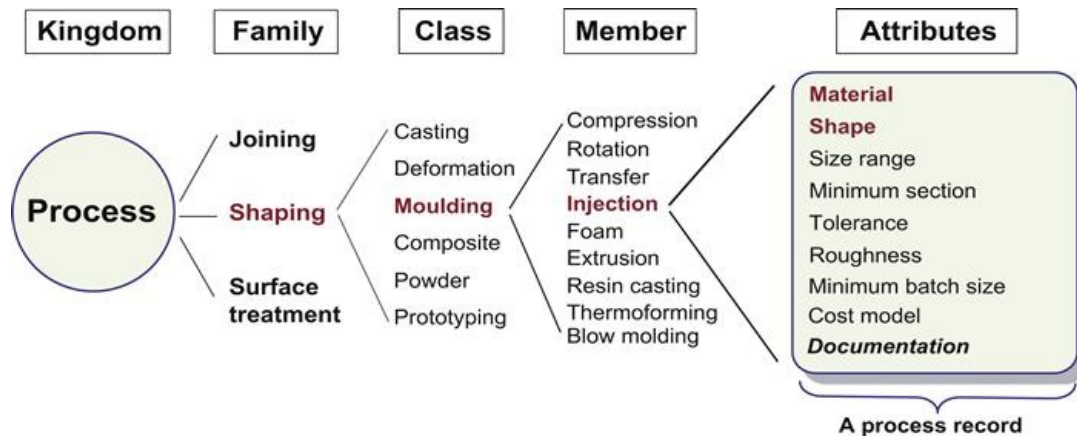 Kingdom
Family
Class
Member
Attributes
Process
Joining
Shaping
Surface
treatment
Casting
Deformation
Moulding
Composite
Powder
Prototyping
Compression
Rotation
Transfer
Injection
Foam
Extrusion
Resin casting
Thermoforming
Blow molding
Material
Shape
Size range
Minimum section
Tolerance
Roughness
Minimum batch size
Cost model
Documentation
A process record